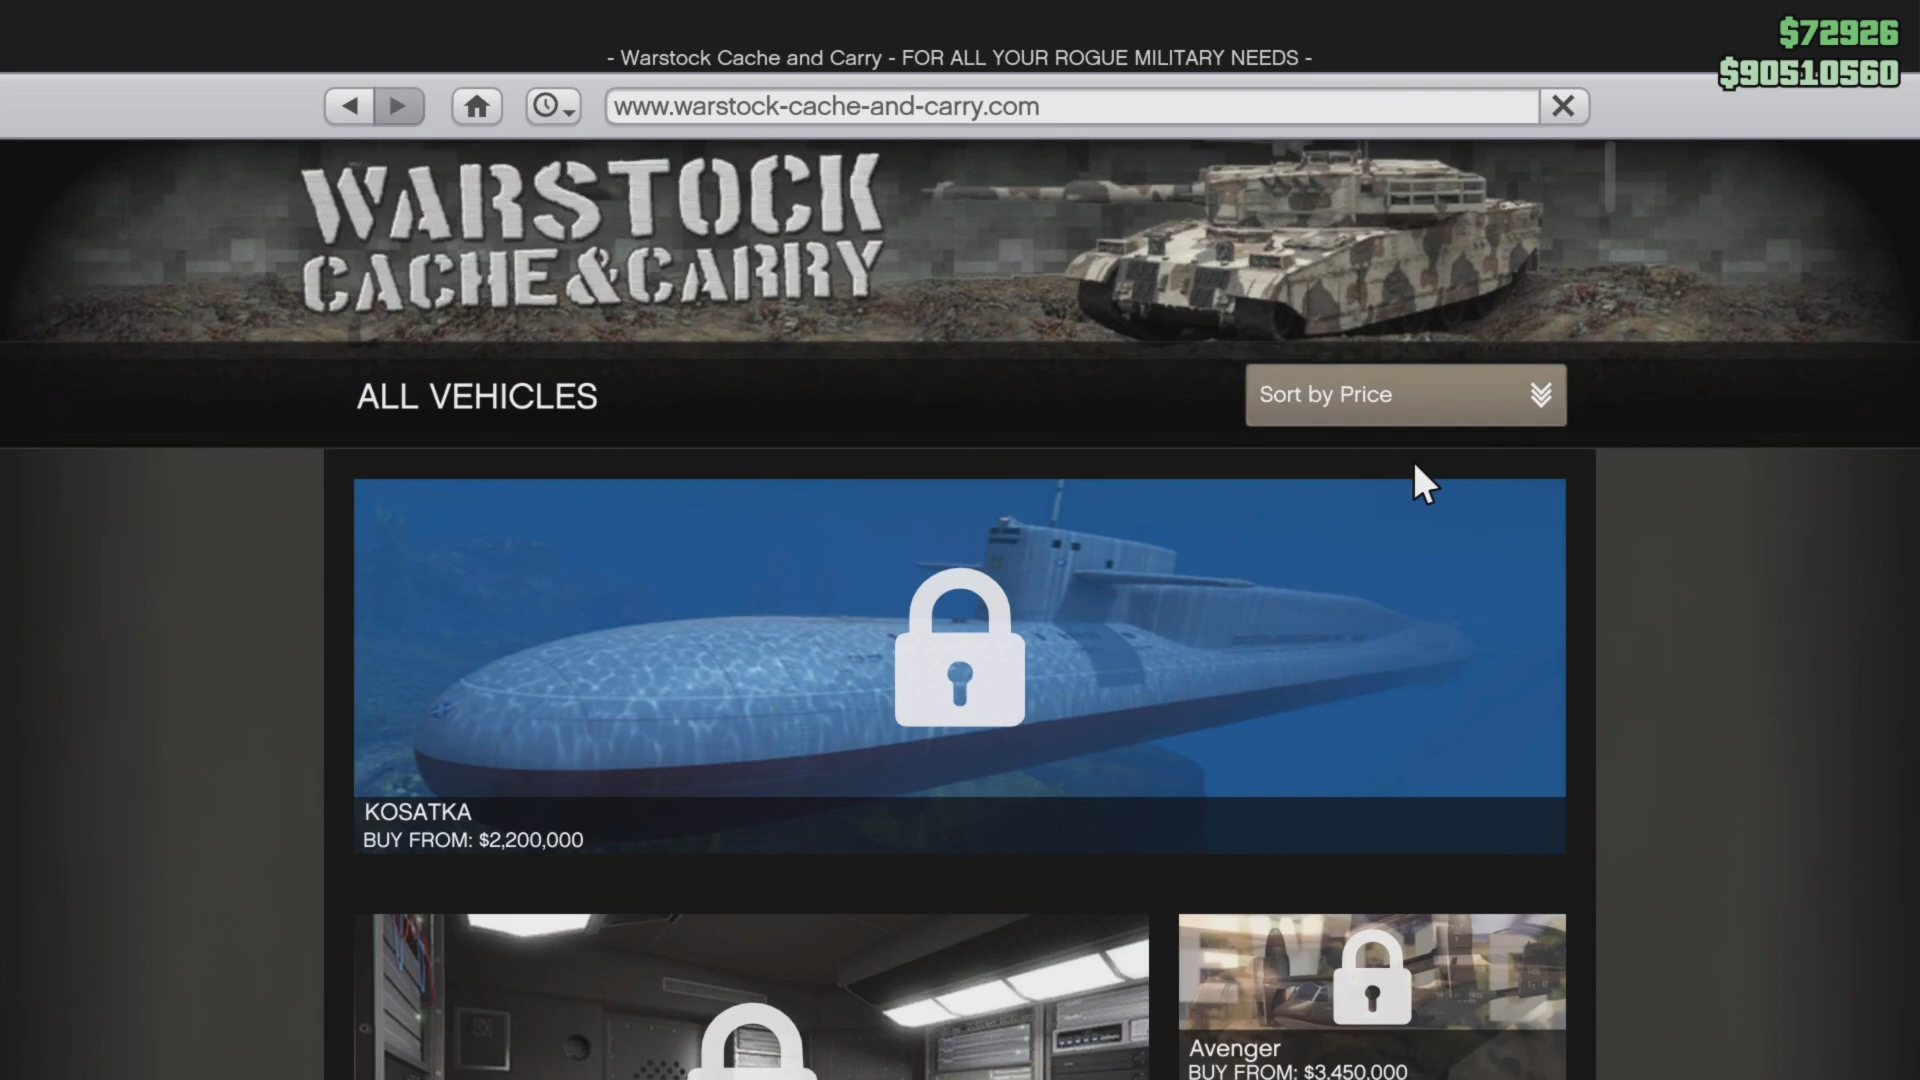 $72926
- Warstock Cache and Carry - FOR ALL YOUR ROGUE MILITARY NEEDS -
$90510560
www.warstock-cache-and-carry.com
WARSTOCK
CACHE&CARRY
ALL VEHICLES
Sort by Price
KOSATKA
BUY FROM: $2,200,000
Avenger
BUY FROM: $3,450,000